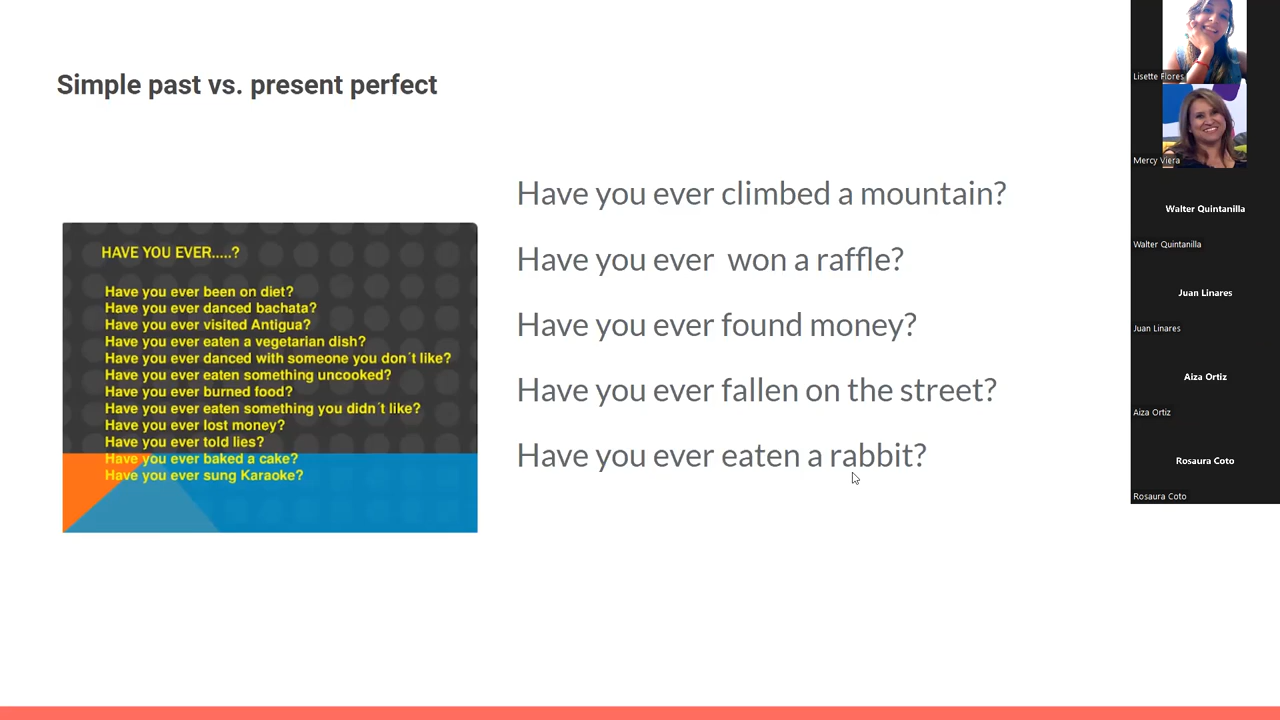 Simple past vs. present perfect
HAVE YOU EVER.....?
Have you ever been on diet?
Have you ever danced bachata?
Have you ever visited Antigua?
Have you ever eaten a vegetarian dish?
Have you ever danced with someone you don´t like?
Have you ever eaten something uncooked?
Have you ever burned food?
Have you ever eaten something you didn´t like?
Have you ever lost money?
Have you ever told lies?
Have you ever baked a cake?
Have you ever sung Karaoke?
Have you ever climbed a mountain?
Have you ever  won a raffle?
Have you ever found money?
Have you ever fallen on the street?
Have you ever eaten a rabbit?
Lisette Flores
Mercy Viera
Walter Quintanilla
Walter Quintanilla
Juan Linares
Juan Linares
Aiza Ortiz
Aiza Ortiz
Rosaura Coto
Rosaura Coto